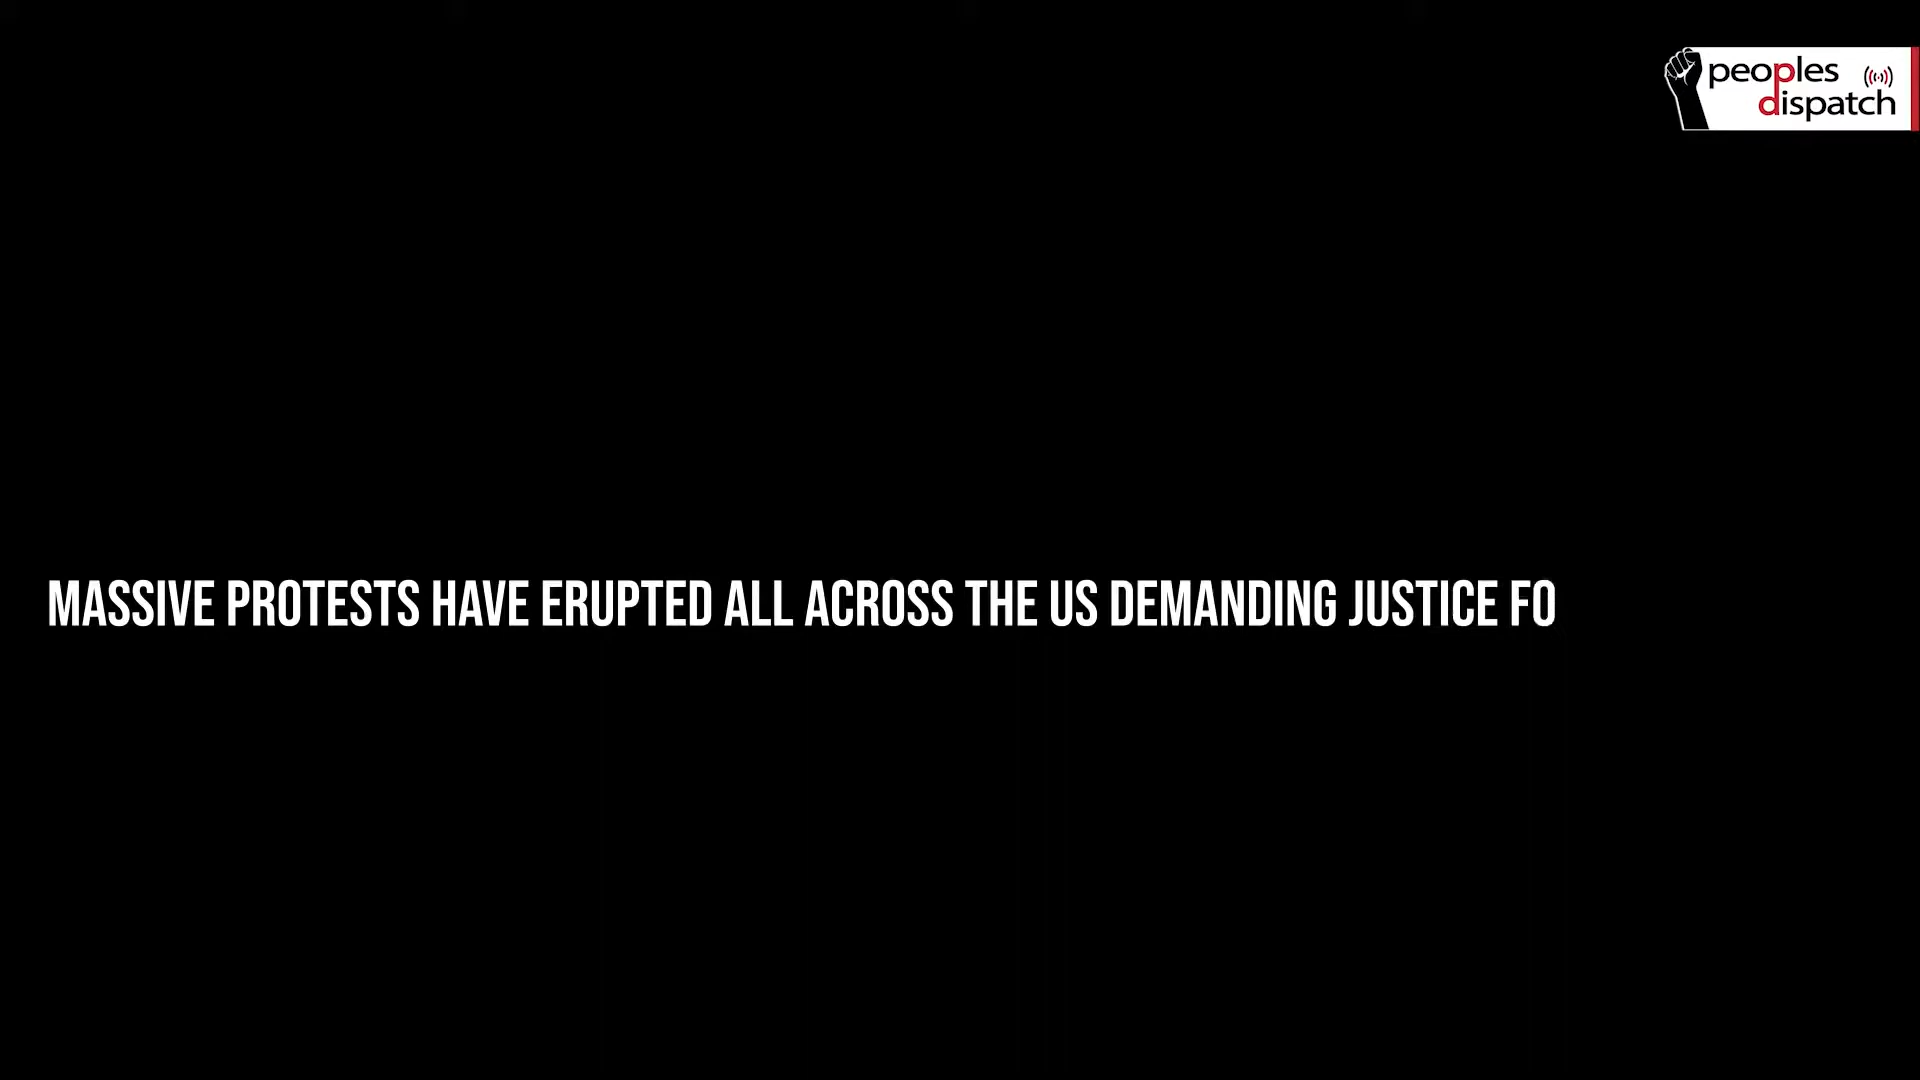 peoples
dispatch
MASSIVE PROTESTS HAVE ERUPTED ALL ACROSS THE US DEMANDING JUSTICE FO